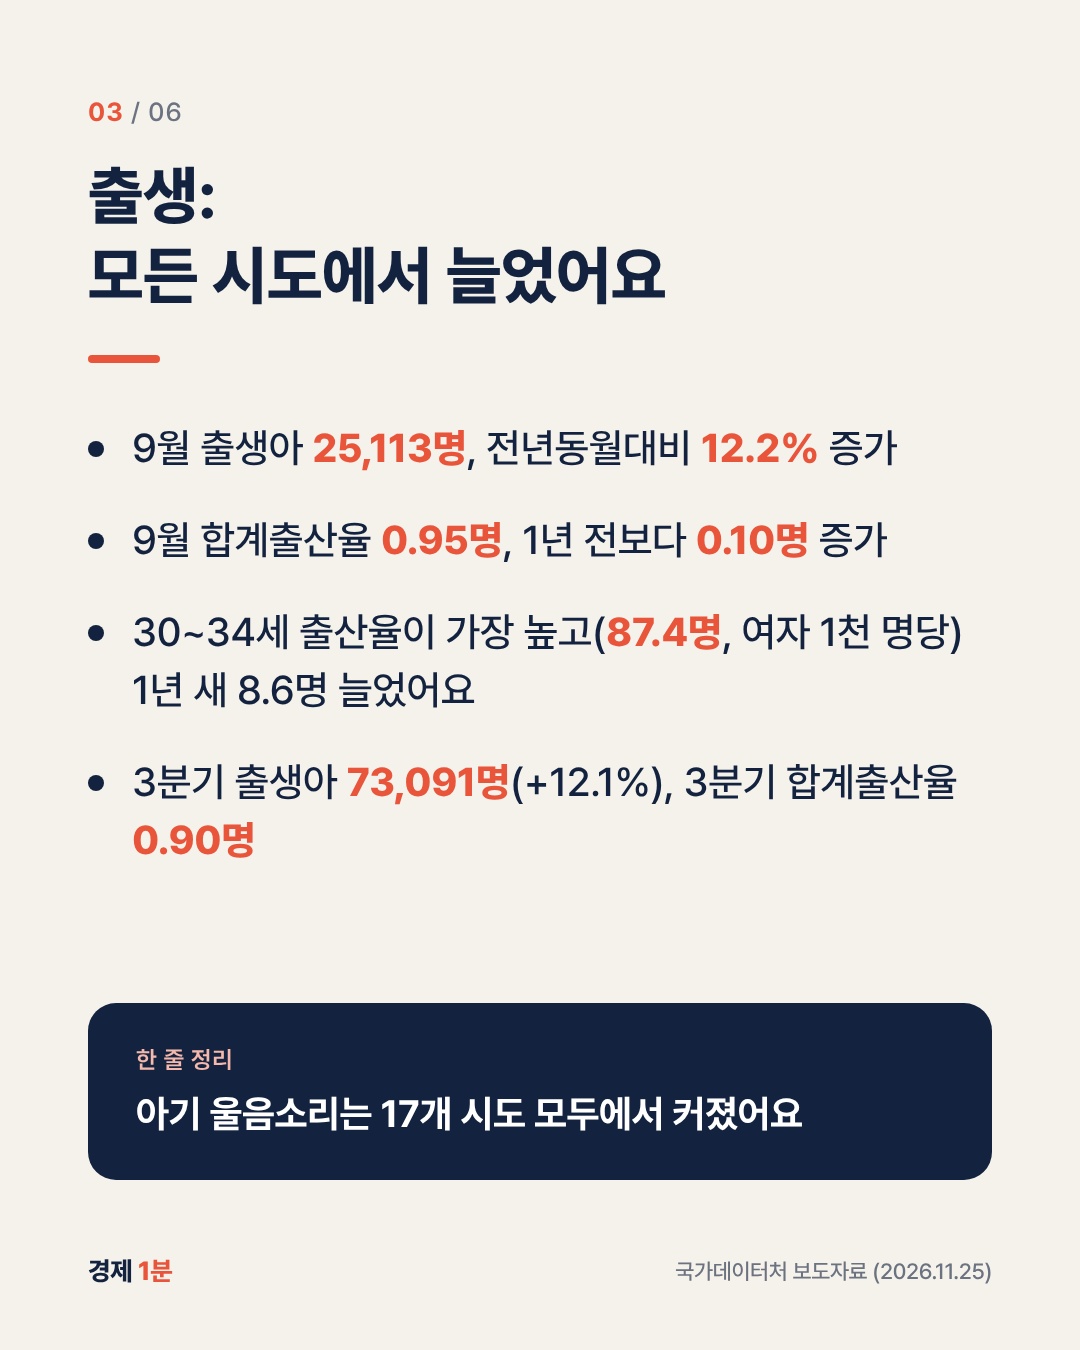 03 / 06
출생:
모든 시도에서 늘었어요
9월 출생아 25,113명, 전년동월대비 12.2% 증가
9월 합계출산율 0.95명, 1년 전보다 0.10명 증가
30~34세 출산율이 가장 높고(87.4명, 여자 1천 명당)
1년 새 8.6명 늘었어요
3분기 출생아 73,091명(+12.1%), 3분기 합계출산율
0.90명
한 줄 정리
아기 울음소리는 17개 시도 모두에서 커졌어요
경제 1분
국가데이터처 보도자료 (2026.11.25)